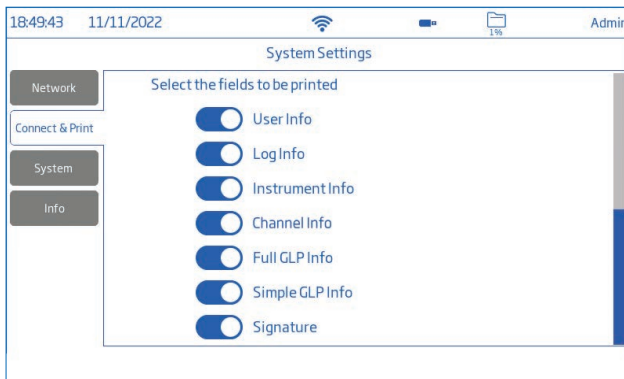 18:49:43 11/11/2022 Admin
1%
System Settings
Network
Select the fields to be printed
Connect & Print
User Info
Log Info
System
Instrument Info
Info
Channel Info
Full GLP Info
Simple GLP Info
Signature